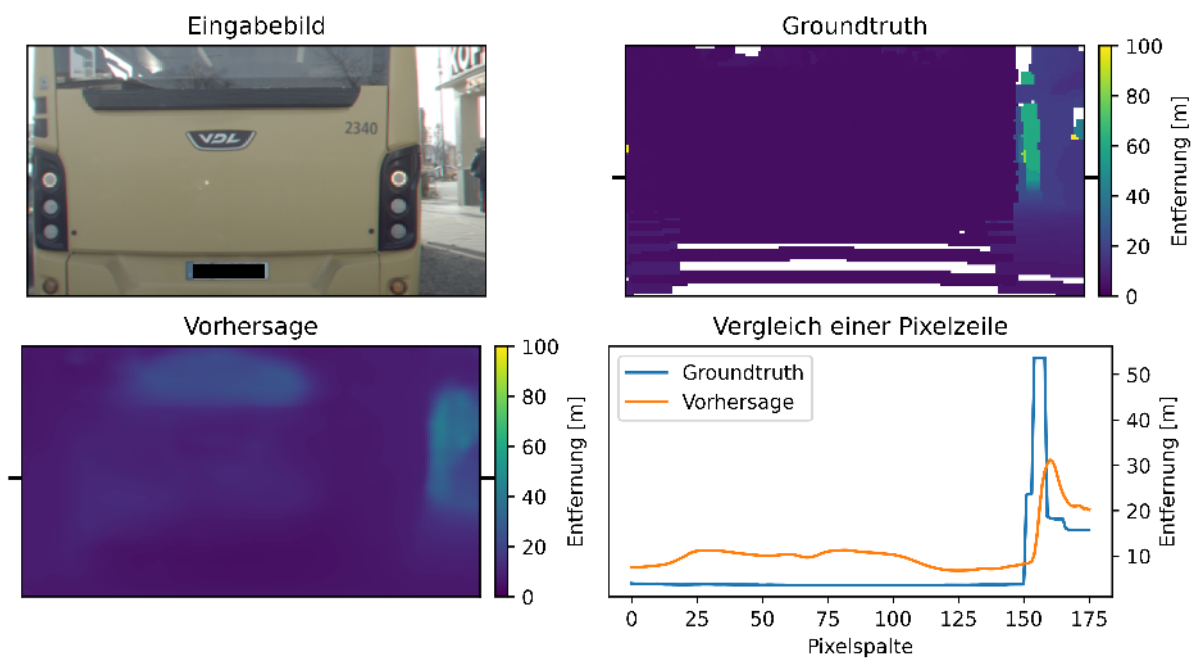 Eingabebild
KÖP
2340
VDL
Groundtruth
100
80
60
40
20
0
Entfernung [m]
Vorhersage
100
80
60
40
20
0
Entfernung [m]
Vergleich einer Pixelzeile
Groundtruth
Vorhersage
50
40
30
20
10
Entfernung [m]
0 25 50 75 100 125 150 175
Pixelspalte